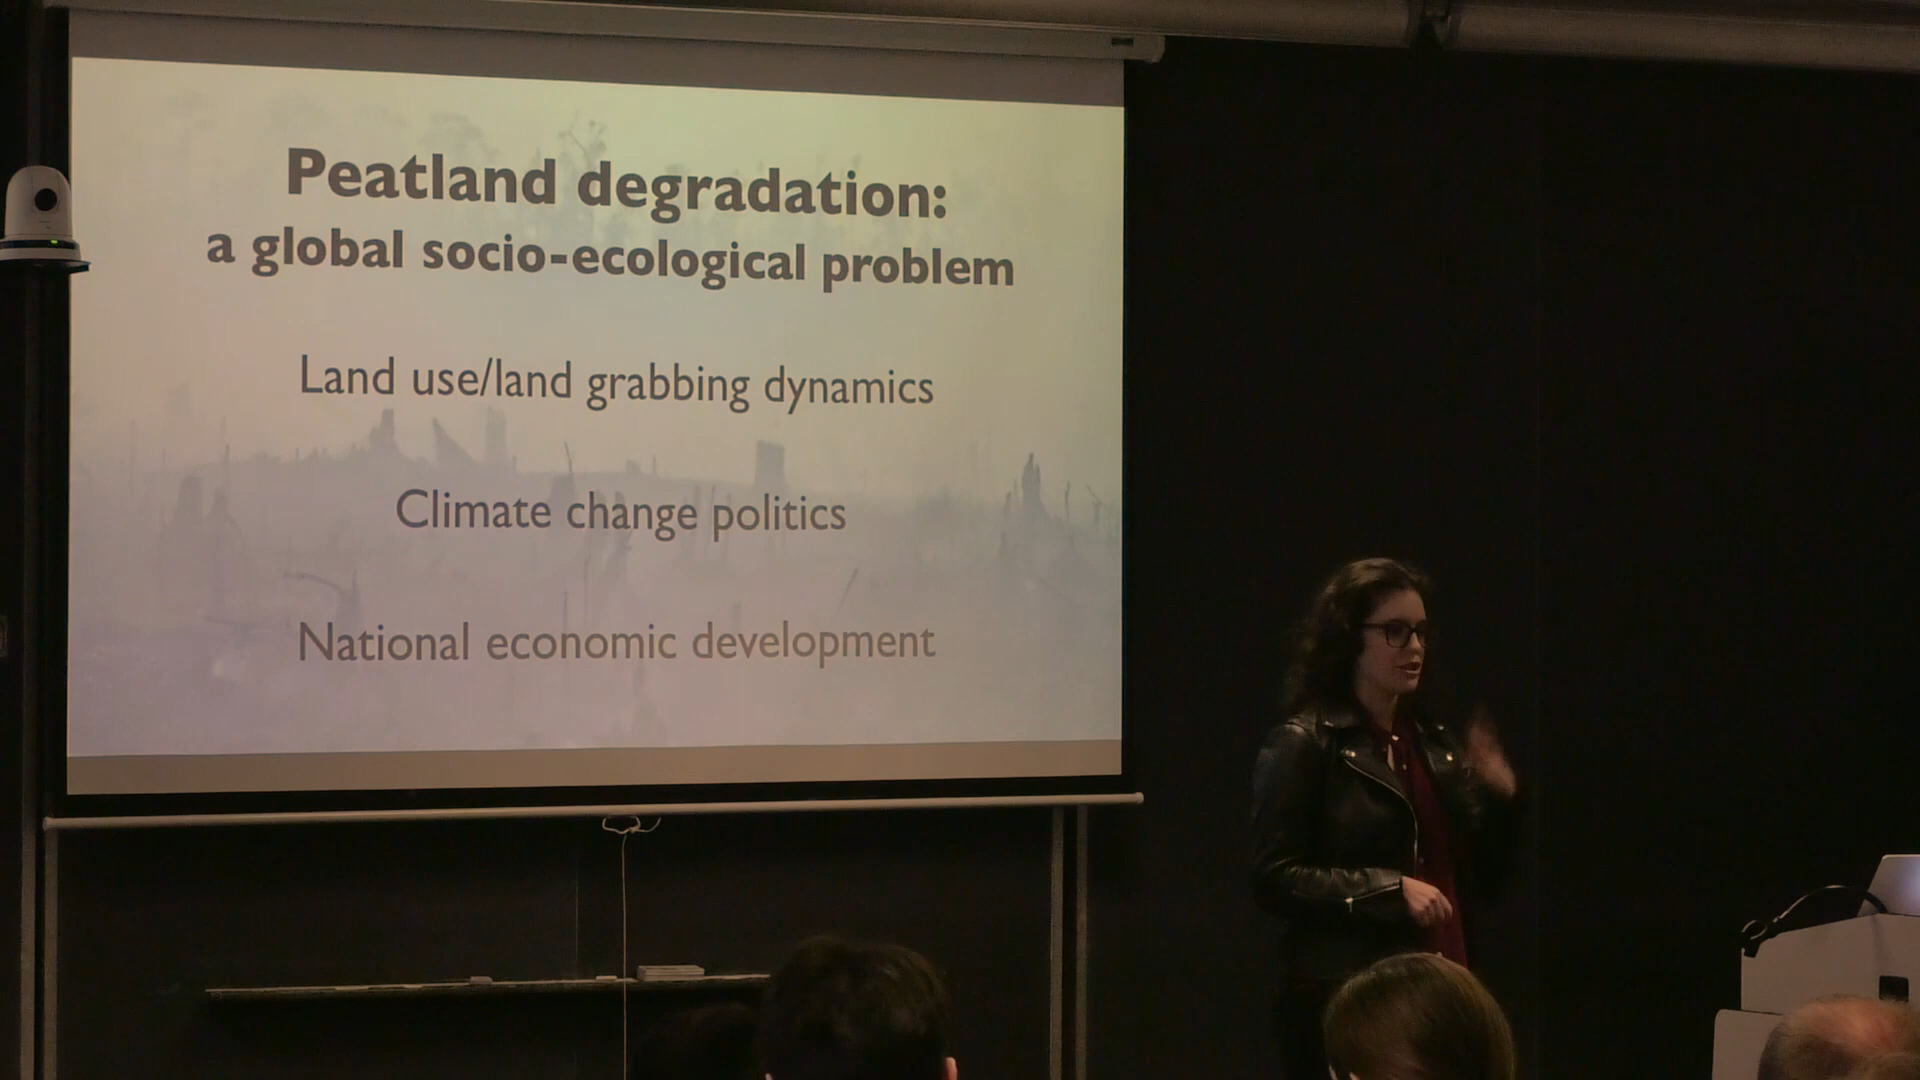 Peatland degradation:
a global socio-ecological problem
Land use/land grabbing dynamics
Climate change politics
National economic development